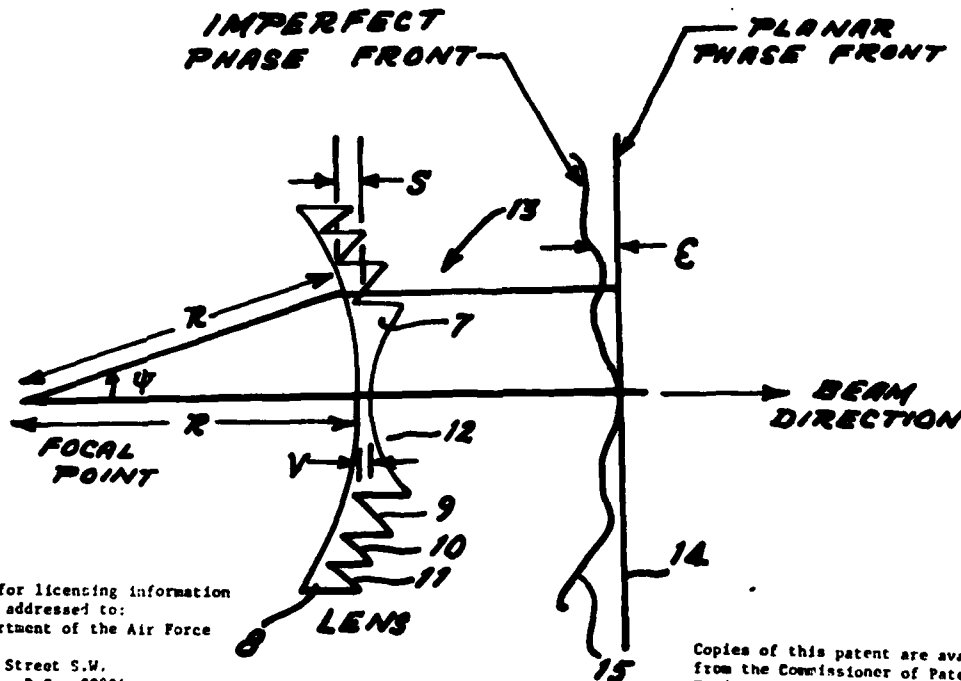 IMPERFECT
PHASE FRONT
PLANAR
PHASE FRONT
S
13
ε
R
7
ψ
BEAM
DIRECTION
R
12
FOCAL
POINT
V
9
10
11
14
for licensing information
addressed to:
rtment of the Air Force
8
LENS
15
Street S.W.
Copies of this patent are ava
from the Commissioner of Pate